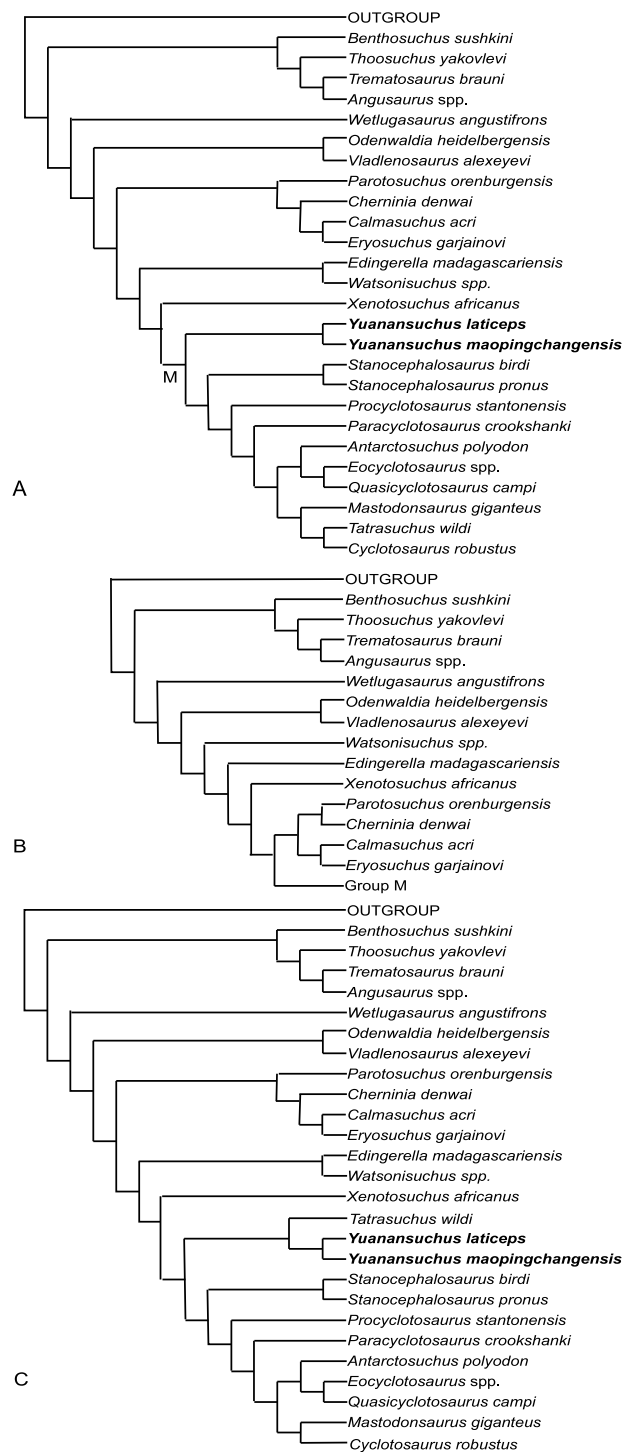 OUTGROUP
Benthosuchus sushkini
Thoosuchus yakovlevi
Trematosaurus brauni
Angusaurus spp.
Wetlugasaurus angustifrons
Odenwaldia heidelbergensis
Vladlenosaurus alexeyevi
Parotosuchus orenburgensis
Cherninia denwai
Calmasuchus acri
Eryosuchus garjainovi
Edingerella madagascariensis
Watsonisuchus spp.
Xenotosuchus africanus
Yuanansuchus laticeps
Yuanansuchus maopingchangensis
M
Stanocephalosaurus birdi
Stanocephalosaurus pronus
Procyclotosaurus stantonensis
Paracyclotosaurus crookshanki
Antarctosuchus polyodon
Eocyclotosaurus spp.
Quasicyclotosaurus campi
A
Mastodonsaurus giganteus
Tatrasuchus wildi
Cyclotosaurus robustus
OUTGROUP
Benthosuchus sushkini
Thoosuchus yakovlevi
Trematosaurus brauni
Angusaurus spp.
Wetlugasaurus angustifrons
Odenwaldia heidelbergensis
Vladlenosaurus alexeyevi
Watsonisuchus spp.
Edingerella madagascariensis
Xenotosuchus africanus
Parotosuchus orenburgensis
Cherninia denwai
Calmasuchus acri
B
Eryosuchus garjainovi
Group M
OUTGROUP
Benthosuchus sushkini
Thoosuchus yakovlevi
Trematosaurus brauni
Angusaurus spp.
Wetlugasaurus angustifrons
Odenwaldia heidelbergensis
Vladlenosaurus alexeyevi
Parotosuchus orenburgensis
Cherninia denwai
Calmasuchus acri
Eryosuchus garjainovi
Edingerella madagascariensis
Watsonisuchus spp.
Xenotosuchus africanus
Tatrasuchus wildi
Yuanansuchus laticeps
Yuanansuchus maopingchangensis
Stanocephalosaurus birdi
Stanocephalosaurus pronus
Procyclotosaurus stantonensis
Paracyclotosaurus crookshanki
Antarctosuchus polyodon
C
Eocyclotosaurus spp.
Quasicyclotosaurus campi
Mastodonsaurus giganteus
Cyclotosaurus robustus